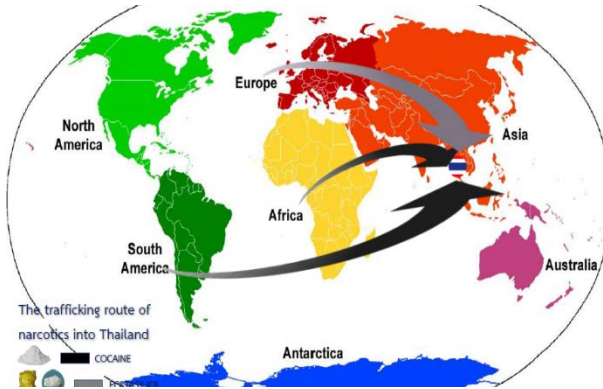 Europe
Asia
North
America
Africa
South
America
Australia
The trafficking route of
narcotics into Thailand
COCAINE
Antarctica